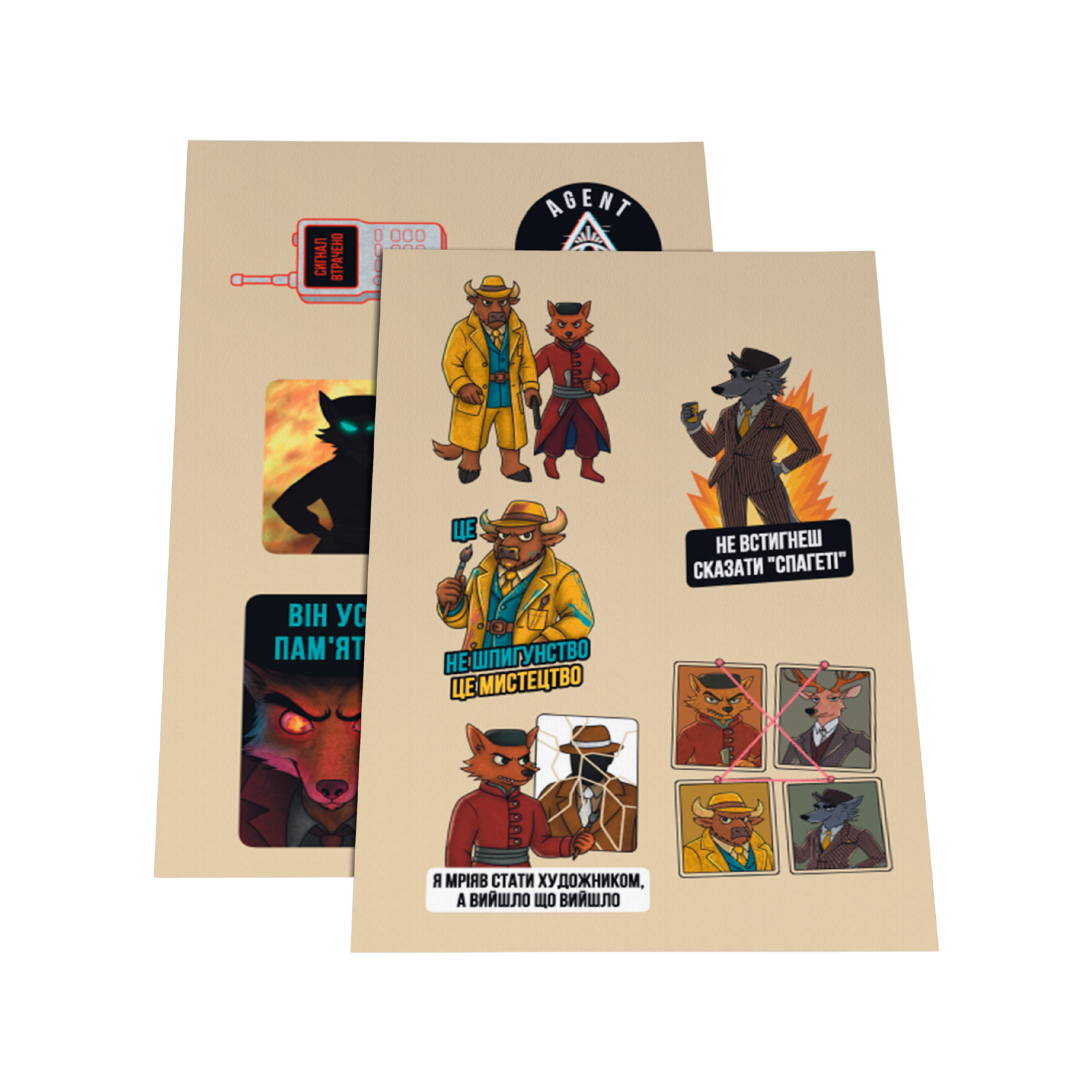 AGENT
СИГНАЛ
ВТРАЧЕНО
ВІН УС
ПАМ'ЯТ
НЕ ВСТИГНЕШ
СКАЗАТИ "СПАГЕТІ"
ЦЕ
НЕ ШПИГУНСТВО
ЦЕ МИСТЕЦТВО
Я МРІЯВ СТАТИ ХУДОЖНИКОМ,
А ВИЙШЛО ЩО ВИЙШЛО